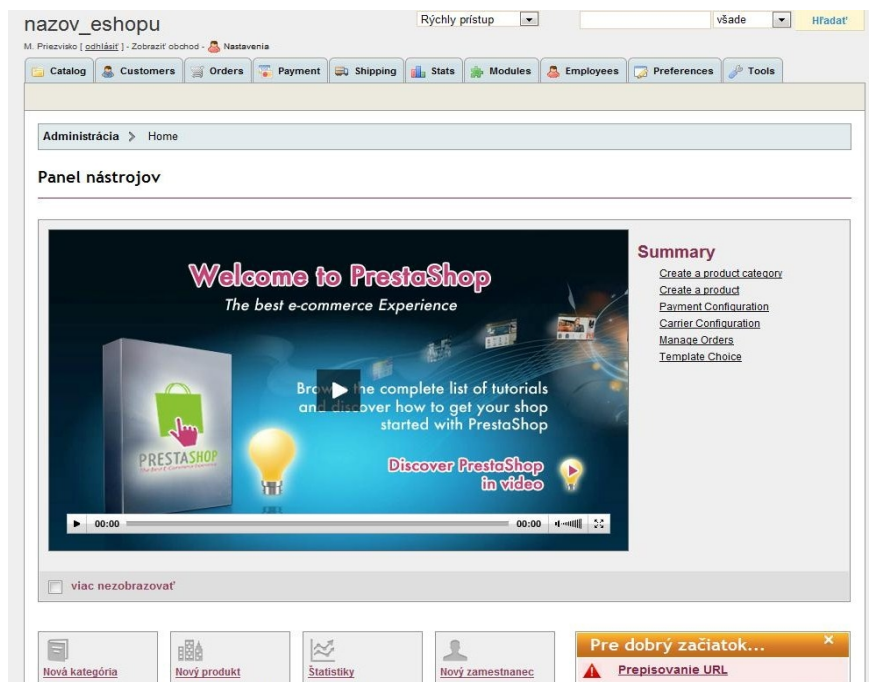 nazov_eshopu
Rýchly prístup
všade
Hľadať
M. Priezvisko [ odhlásiť ] - Zobraziť obchod - Nastavenia
Catalog Customers Orders Payment Shipping Stats Modules Employees Preferences Tools
Administrácia > Home
Panel nástrojov
Welcome to PrestaShop
The best e-commerce Experience
Browse the complete list of tutorials
and discover how to get your shop
started with PrestaShop
PRESTASHOP
Discover PrestaShop
in video
00:00 00:00
Summary
Create a product category
Create a product
Payment Configuration
Carrier Configuration
Manage Orders
Template Choice
viac nezobrazovať
Nová kategória
Nový produkt
Štatistiky
Nový zamestnanec
Pre dobrý začiatok... ×
Prepisovanie URL